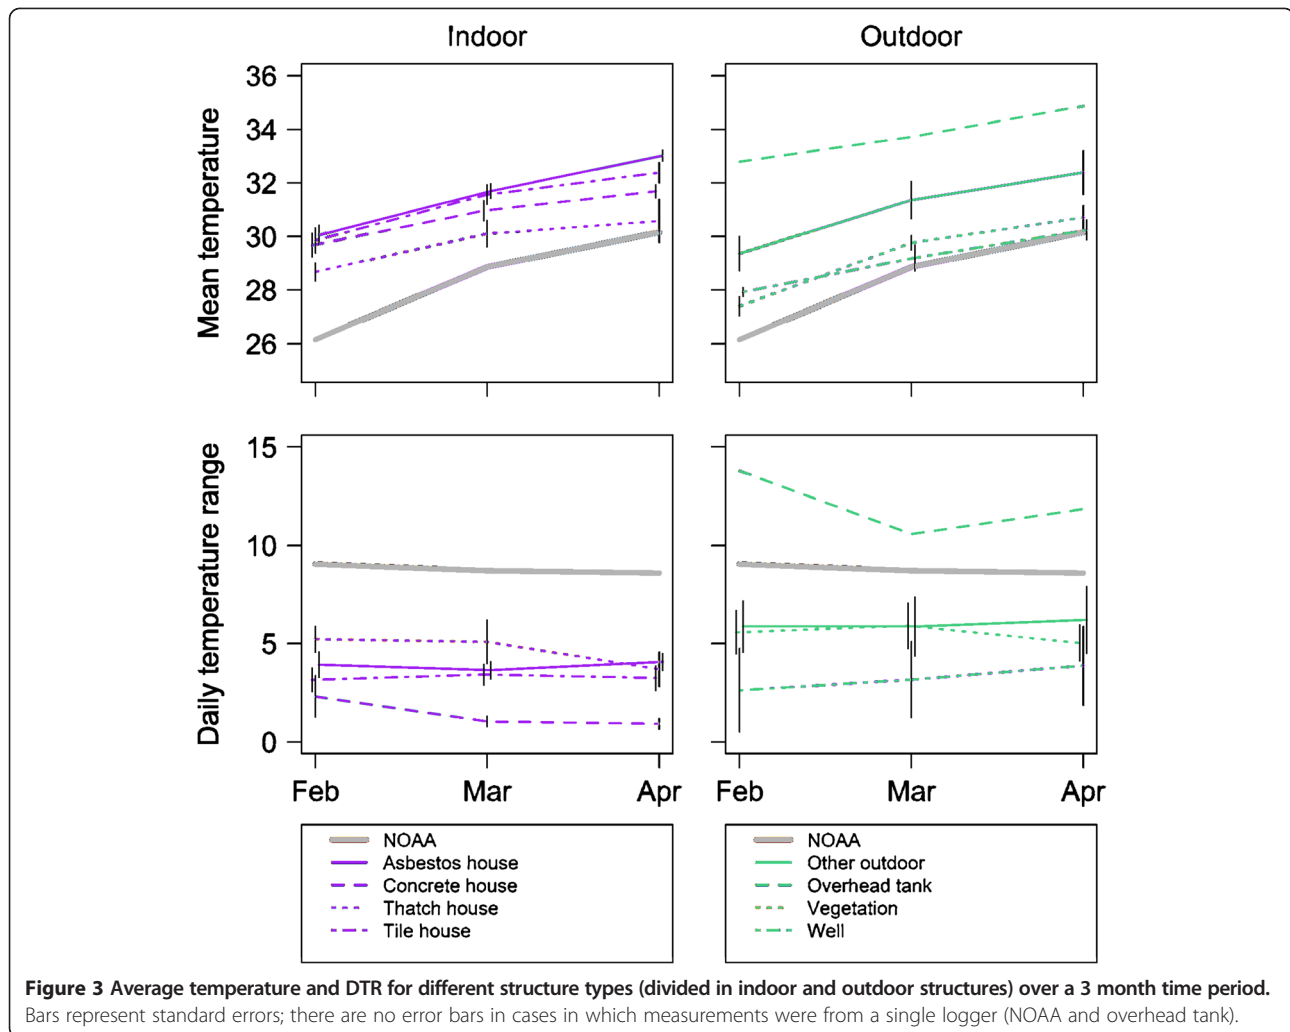 Indoor
Outdoor
Mean temperature
36
34
32
30
28
26
Daily temperature range
15
10
5
0
Feb Mar Apr
Feb Mar Apr
NOAA
Asbestos house
Concrete house
Thatch house
Tile house
NOAA
Other outdoor
Overhead tank
Vegetation
Well
Figure 3 Average temperature and DTR for different structure types (divided in indoor and outdoor structures) over a 3 month time period.
Bars represent standard errors; there are no error bars in cases in which measurements were from a single logger (NOAA and overhead tank).